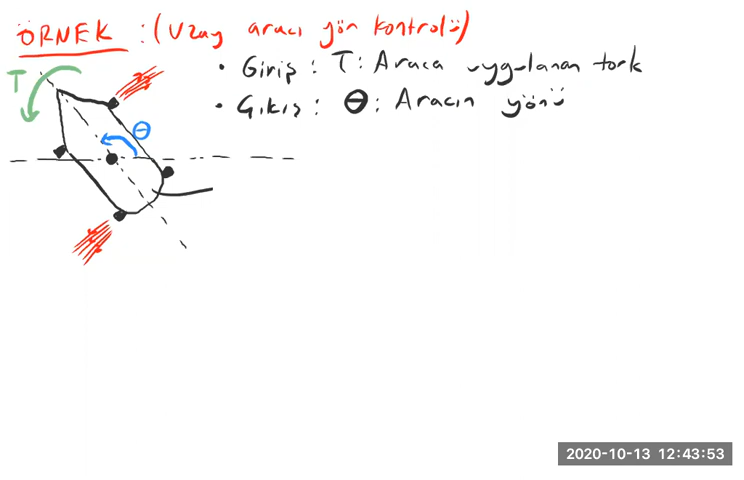 ÖRNEK : (Uzay aracı yön kontrolü)
• Giriş : T : Araca uygulanan tork
• Çıkış : θ : Aracın yönü
T
θ
2020-10-13 12:43:53